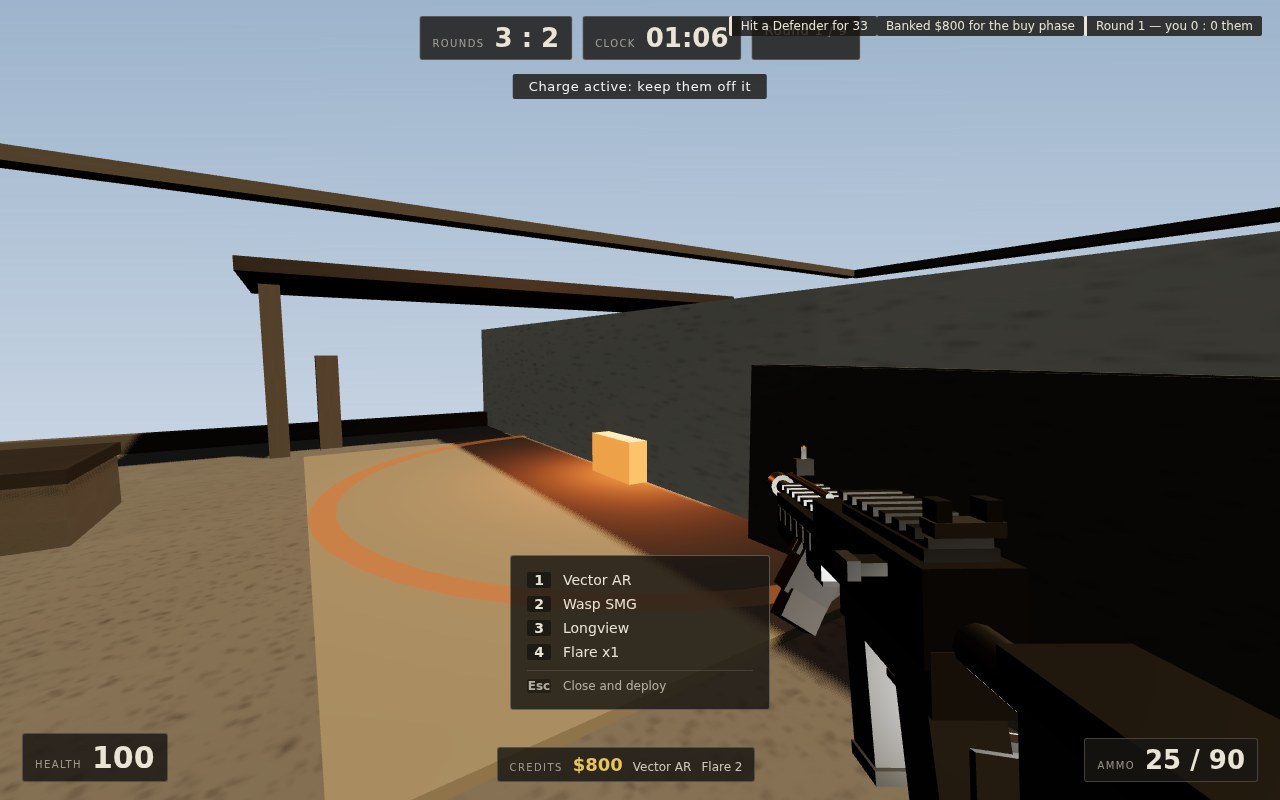 ROUNDS 3 : 2
CLOCK 01:06
Hit a Defender for 33
Banked $800 for the buy phase
Round 1 — you 0 : 0 them
Charge active: keep them off it
1 Vector AR
2 Wasp SMG
3 Longview
4 Flare x1
Esc Close and deploy
HEALTH 100
CREDITS $800 Vector AR Flare 2
AMMO 25 / 90